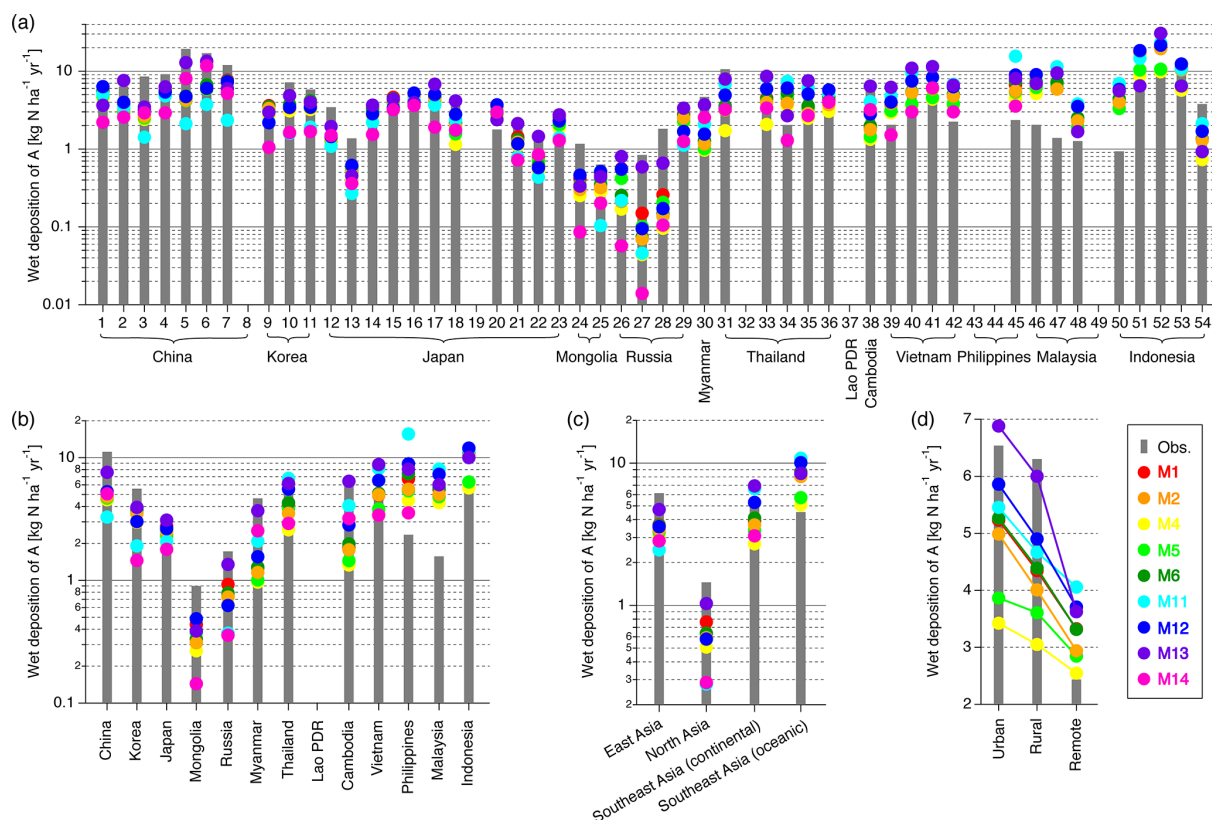 (a)
Wet deposition of A [kg N ha⁻¹ yr⁻¹]
10
1
0.1
0.01
1 2 3 4 5 6 7 8 9 10 11 12 13 14 15 16 17 18 19 20 21 22 23 24 25 26 27 28 29 30 31 32 33 34 35 36 37 38 39 40 41 42 43 44 45 46 47 48 49 50 51 52 53 54
China Korea Japan Mongolia Russia Myanmar Thailand Lao PDR Cambodia Vietnam Philippines Malaysia Indonesia
(b)
Wet deposition of A [kg N ha⁻¹ yr⁻¹]
2
10
8
6
4
2
1
8
6
4
2
0.1
China Korea Japan Mongolia Russia Myanmar Thailand Lao PDR Cambodia Vietnam Philippines Malaysia Indonesia
(c)
Wet deposition of A [kg N ha⁻¹ yr⁻¹]
2
10
6
5
4
3
2
1
6
5
4
3
2
East Asia
North Asia
Southeast Asia (continental)
Southeast Asia (oceanic)
(d)
Wet deposition of A [kg N ha⁻¹ yr⁻¹]
7
6
5
4
3
2
Urban Rural Remote
Obs.
M1
M2
M4
M5
M6
M11
M12
M13
M14